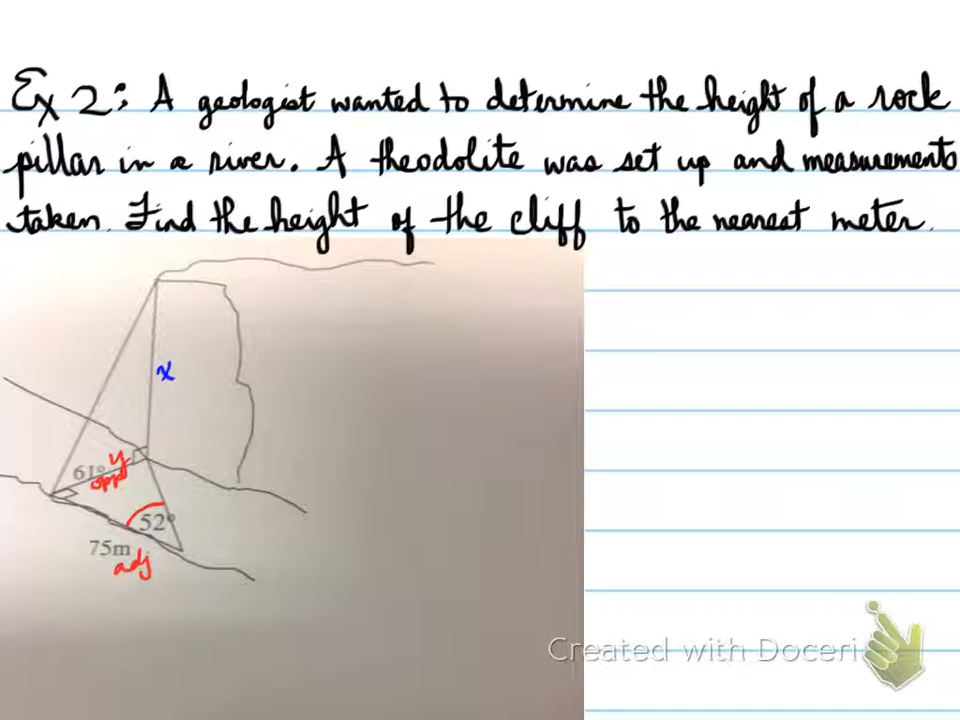 Ex 2: A geologist wanted to determine the height of a rock
pillar in a river. A theodolite was set up and measurements
taken. Find the height of the cliff to the nearest meter.
x
61° y
opp
52°
75m
adj
Created with Doceri